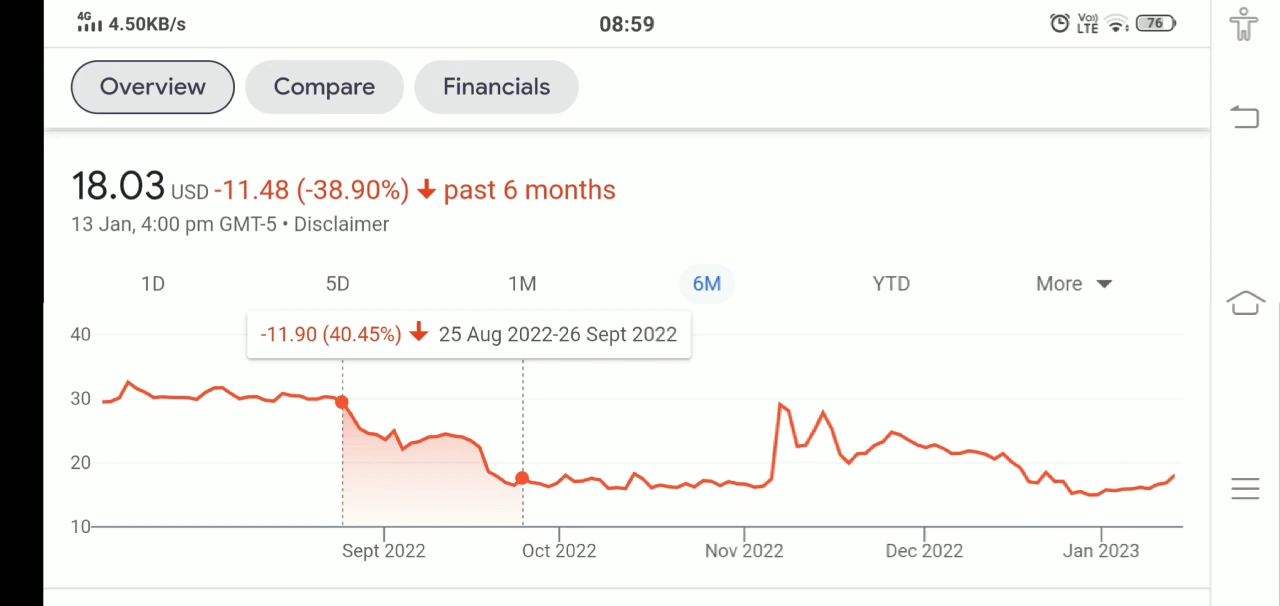 4G 4.50KB/s 08:59 Vo)) LTE 76
Overview Compare Financials
18.03 USD -11.48 (-38.90%) ↓ past 6 months
13 Jan, 4:00 pm GMT-5 • Disclaimer
1D 5D 1M 6M YTD More
-11.90 (40.45%) ↓ 25 Aug 2022-26 Sept 2022
40
30
20
10
Sept 2022 Oct 2022 Nov 2022 Dec 2022 Jan 2023